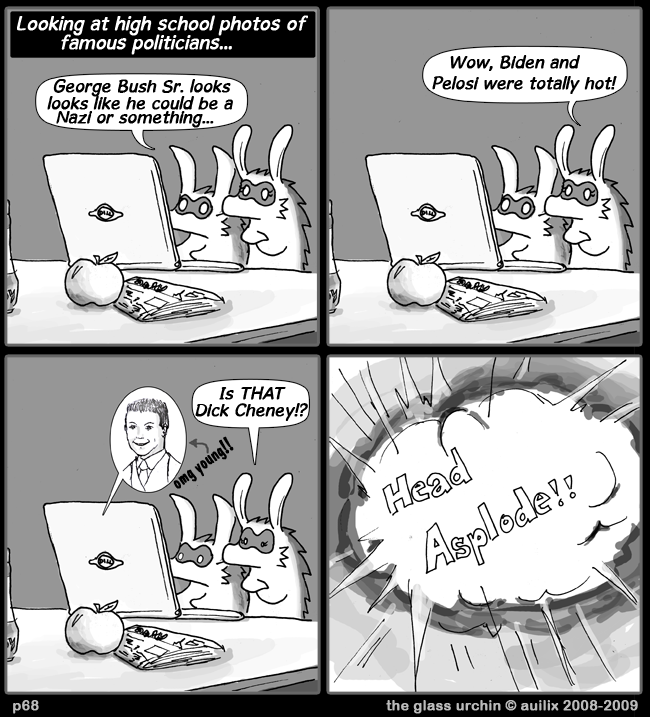 Looking at high school photos of
famous politicians...
George Bush Sr. looks
looks like he could be a
Nazi or something...
Wow, Biden and
Pelosi were totally hot!
Is THAT
Dick Cheney!?
omg young!!
Head
Asplode!!
p68
the glass urchin © auilix 2008-2009